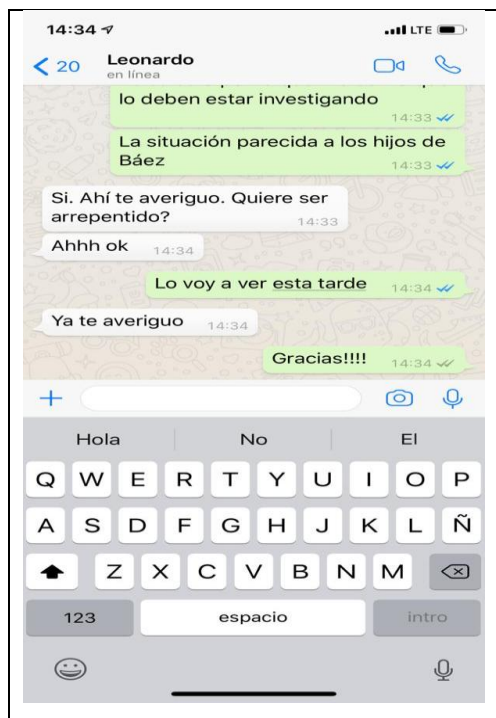 14:34 LTE
20 Leonardo
en línea
lo deben estar investigando
14:33
La situación parecida a los hijos de
Báez 14:33
Si. Ahí te averiguo. Quiere ser
arrepentido? 14:33
Ahhh ok 14:34
Lo voy a ver esta tarde 14:34
Ya te averiguo 14:34
Gracias!!!! 14:34
Hola No El
Q W E R T Y U I O P
A S D F G H J K L Ñ
Z X C V B N M
123 espacio intro